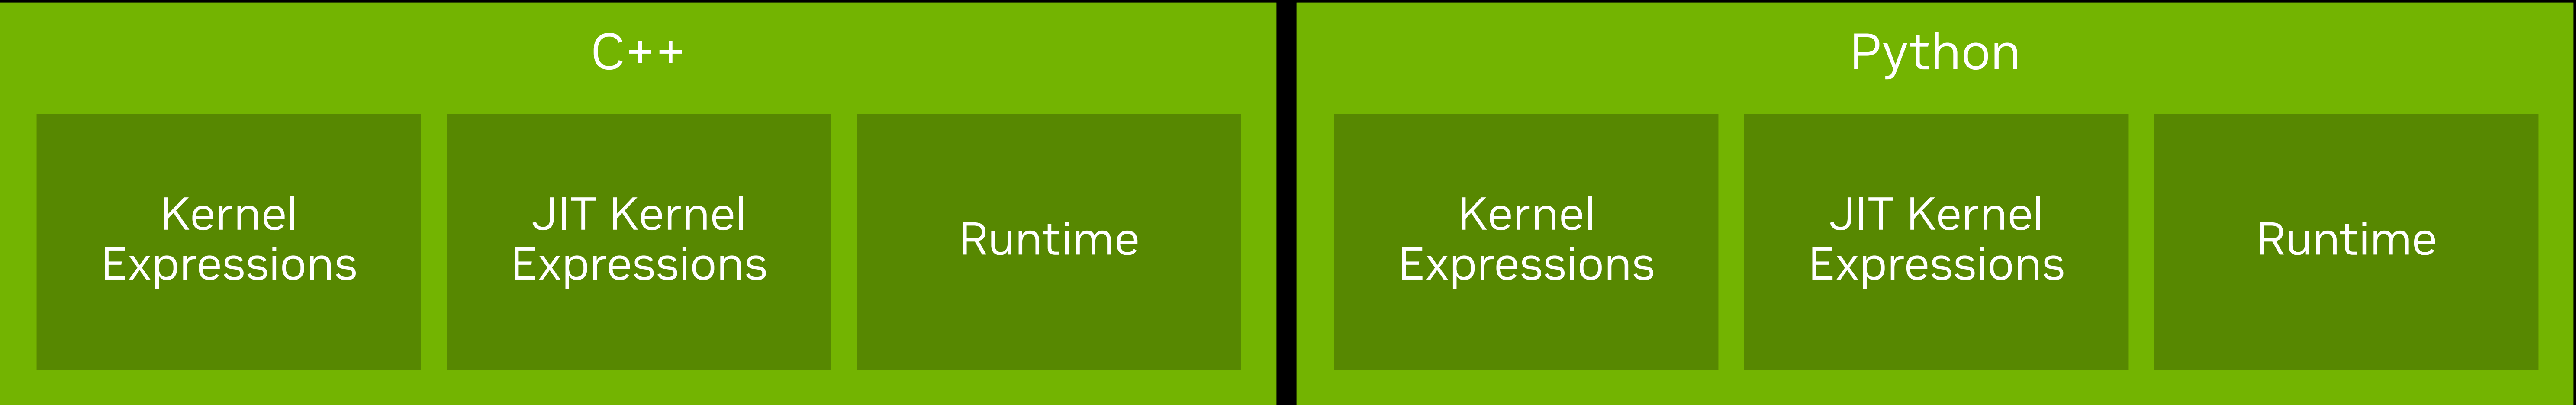 C++
Kernel
Expressions
JIT Kernel
Expressions
Runtime
Python
Kernel
Expressions
JIT Kernel
Expressions
Runtime